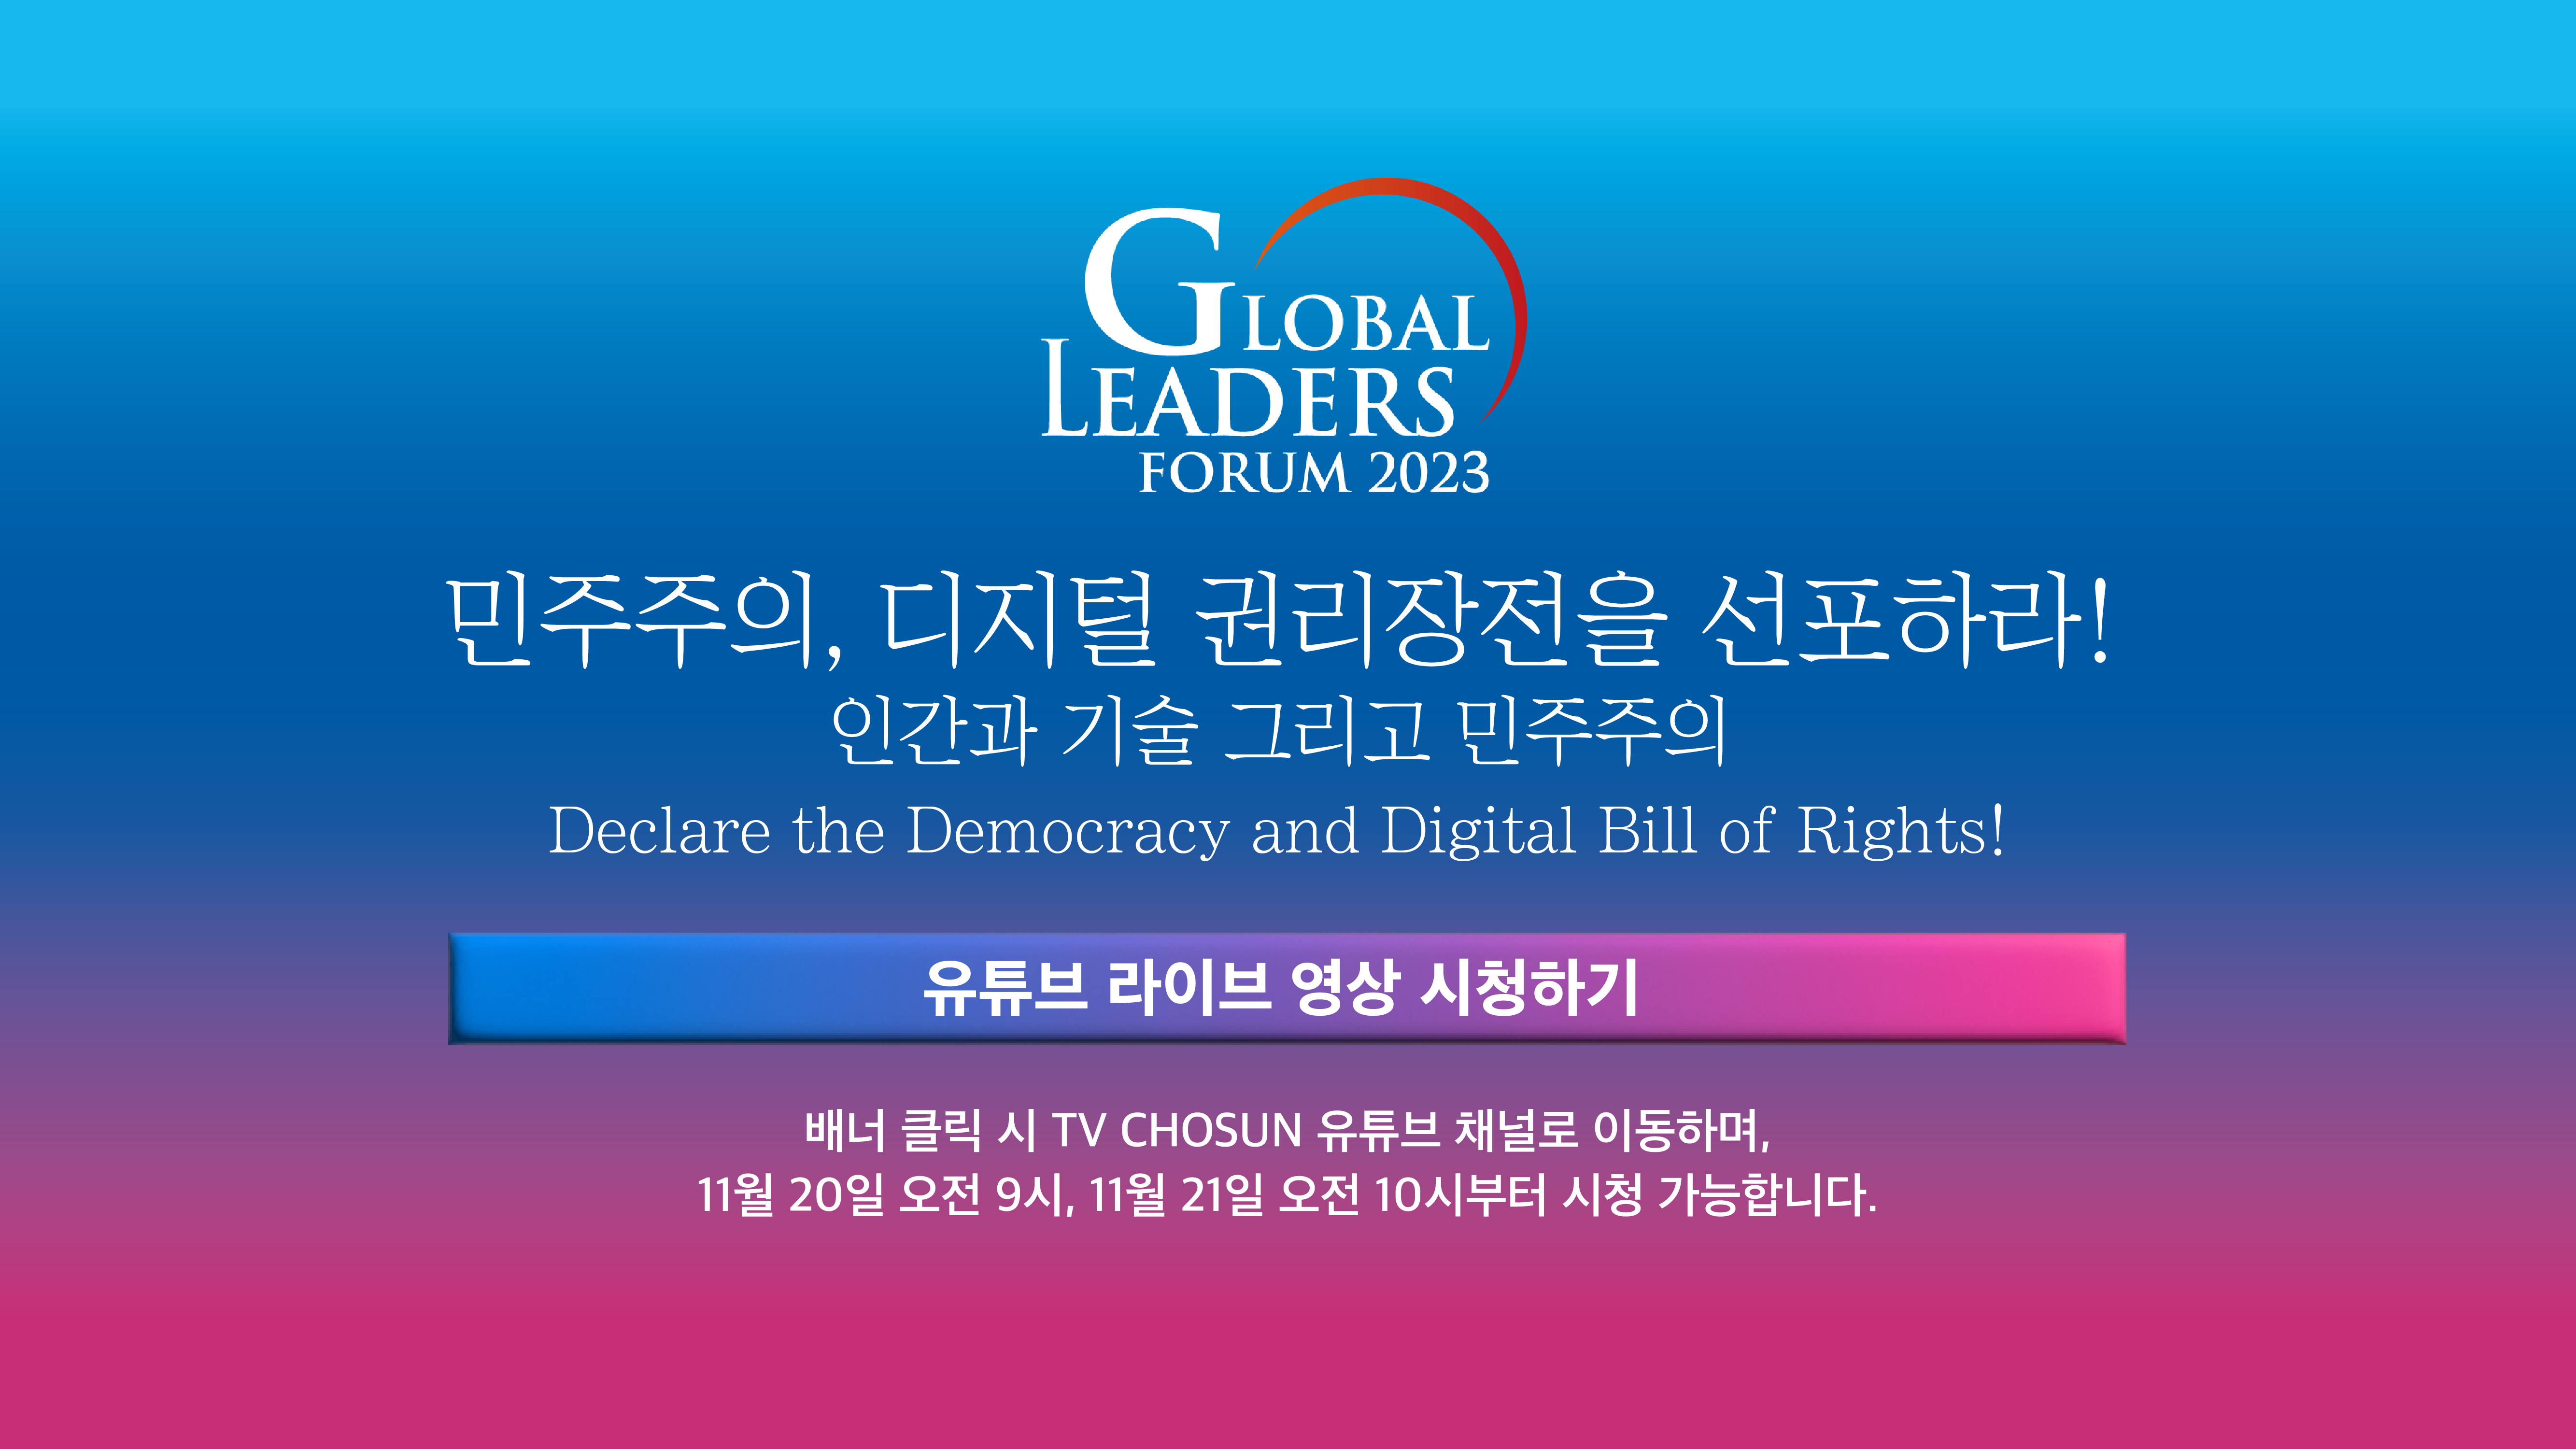 GLOBAL
LEADERS
FORUM 2023
민주주의, 디지털 권리장전을 선포하라!
인간과 기술 그리고 민주주의
Declare the Democracy and Digital Bill of Rights!
유튜브 라이브 영상 시청하기
배너 클릭 시 TV CHOSUN 유튜브 채널로 이동하며,
11월 20일 오전 9시, 11월 21일 오전 10시부터 시청 가능합니다.